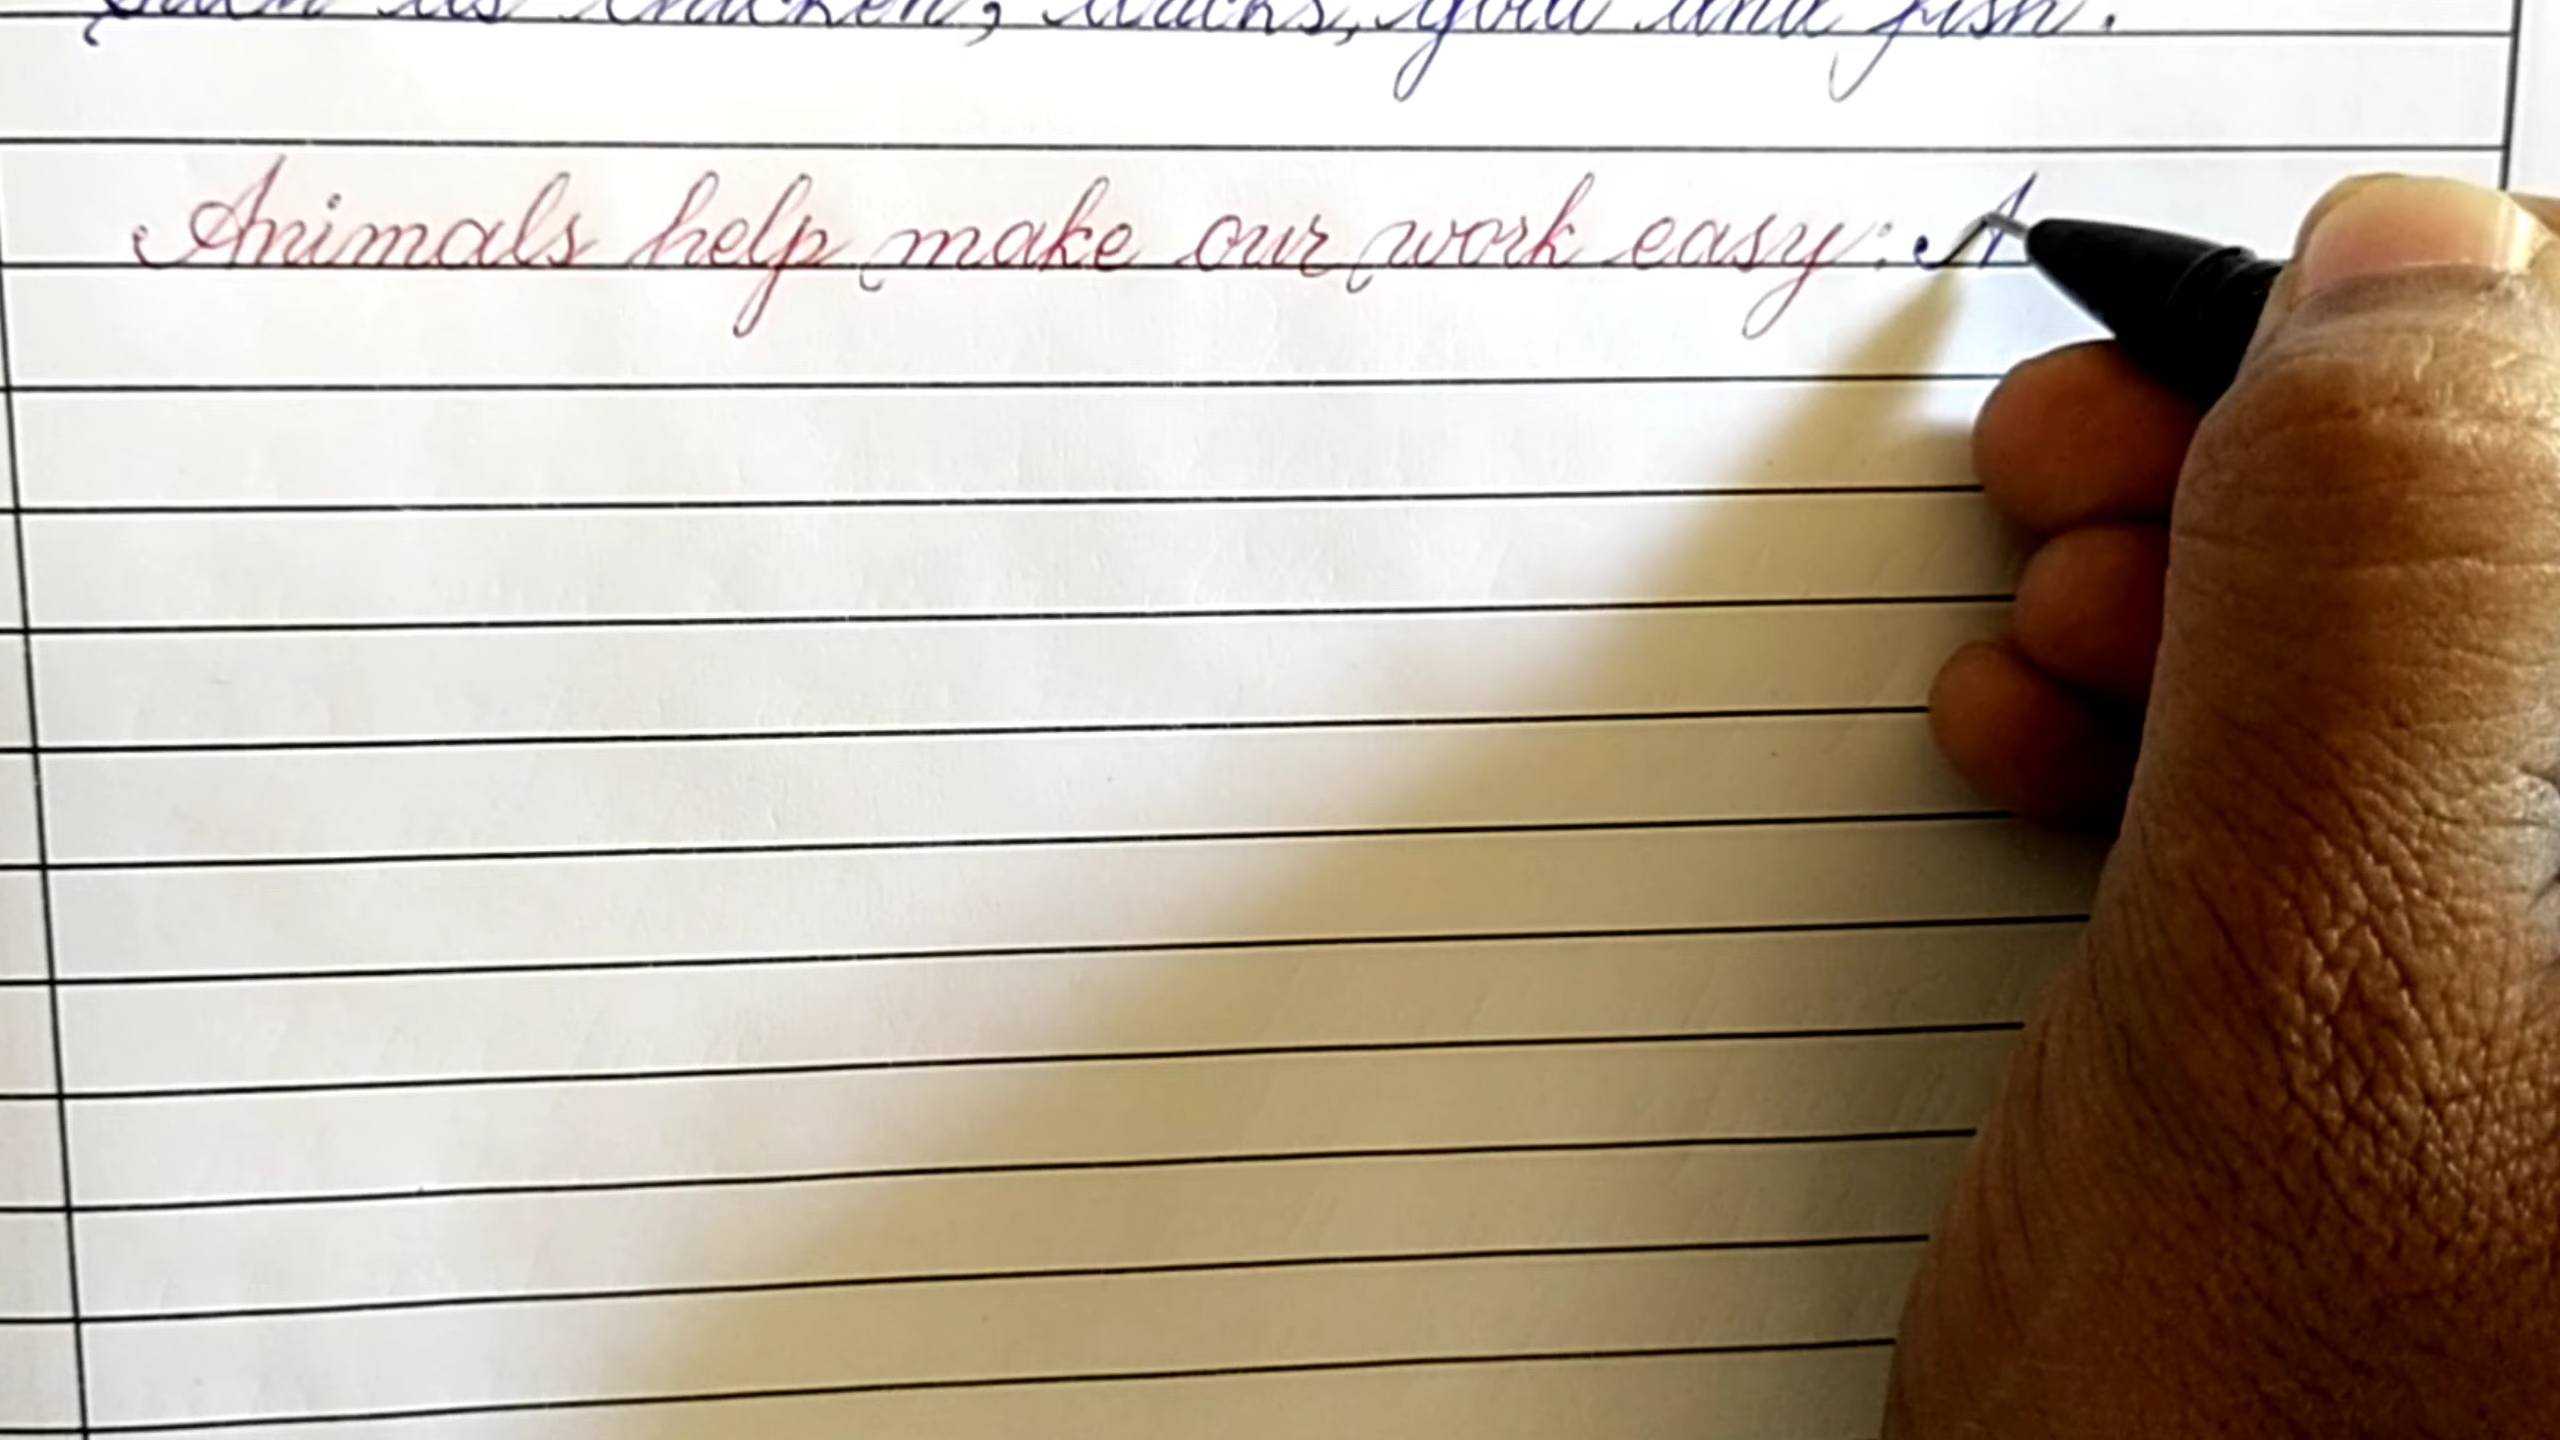 such as chicken, ducks, goat and fish.
Animals help make our work easy: A